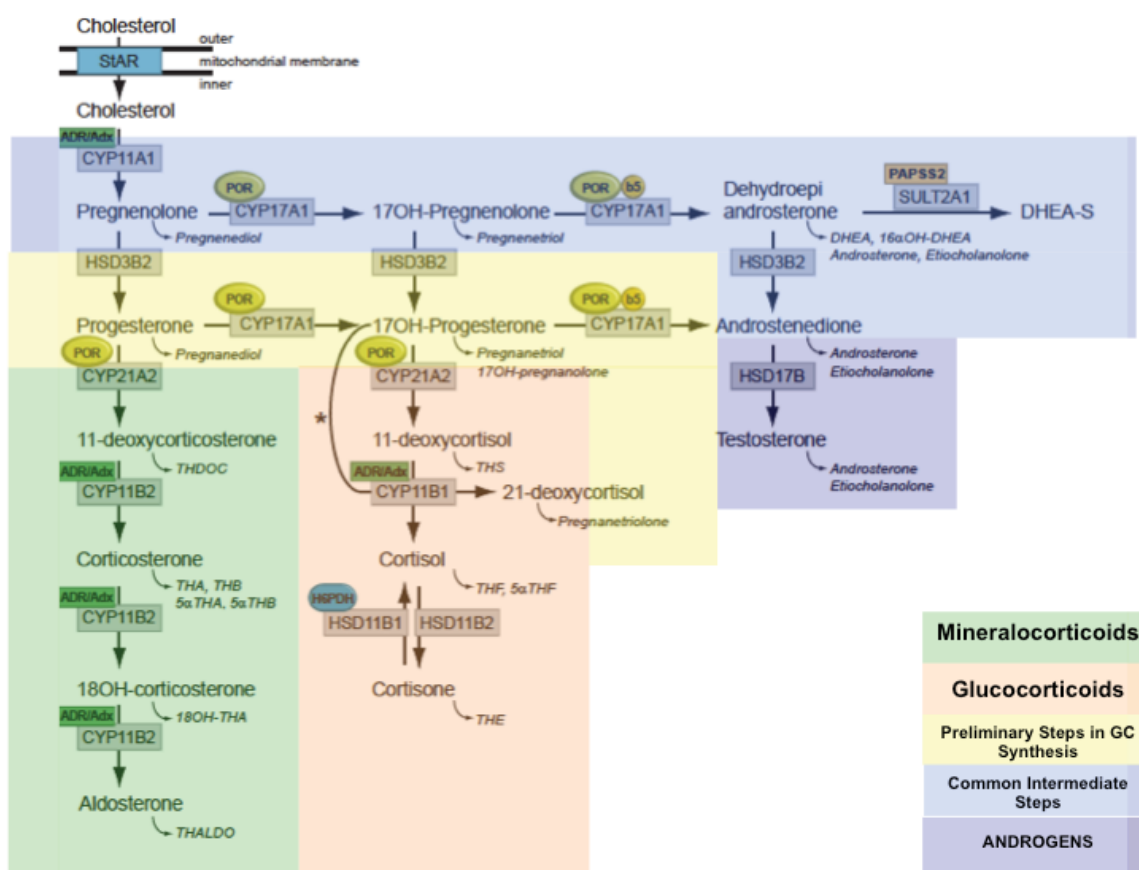 Cholesterol
outer
StAR
mitochondrial membrane
inner
Cholesterol
ADR/Adx
CYP11A1
POR
POR b5
PAPSS2
CYP17A1
CYP17A1
SULT2A1
Dehydroepi
androsterone
Pregnenolone
17OH-Pregnenolone
DHEA-S
Pregnenediol
Pregnenetriol
DHEA, 16αOH-DHEA
Androsterone, Etiocholanolone
HSD3B2
HSD3B2
HSD3B2
POR
POR b5
CYP17A1
CYP17A1
Progesterone
17OH-Progesterone
Androstenedione
Pregnanediol
Pregnanetriol
17OH-pregnanolone
Androsterone
Etiocholanolone
POR
POR
CYP21A2
CYP21A2
HSD17B
*
11-deoxycorticosterone
11-deoxycortisol
Testosterone
THDOC
THS
Androsterone
Etiocholanolone
ADR/Adx
ADR/Adx
CYP11B2
CYP11B1
21-deoxycortisol
Pregnanetriolone
Corticosterone
Cortisol
THA, THB
5αTHA, 5αTHB
THF, 5αTHF
ADR/Adx
H6PDH
CYP11B2
HSD11B1
HSD11B2
18OH-corticosterone
Cortisone
18OH-THA
THE
ADR/Adx
CYP11B2
Aldosterone
THALDO
Mineralocorticoids
Glucocorticoids
Preliminary Steps in GC
Synthesis
Common Intermediate
Steps
ANDROGENS